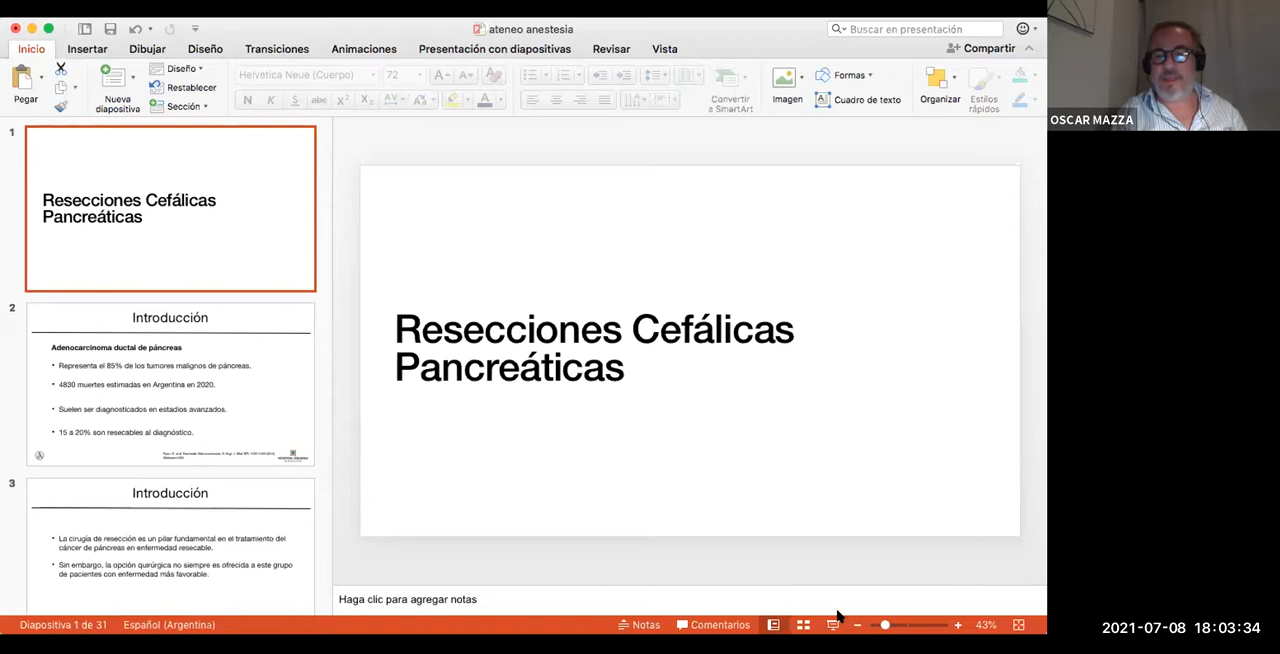 ateneo anestesia
Buscar en presentación
Inicio
Insertar
Dibujar
Diseño
Transiciones
Animaciones
Presentación con diapositivas
Revisar
Vista
Compartir
Pegar
Nueva
diapositiva
Diseño
Restablecer
Sección
Helvetica Neue (Cuerpo)
72
N K S abc X² X₂ AV Aa A
Convertir
a SmartArt
Imagen
Formas
Cuadro de texto
Organizar
Estilos
rápidos
OSCAR MAZZA
1
Resecciones Cefálicas
Pancreáticas
2
Introducción
Adenocarcinoma ductal de páncreas
• Representa el 85% de los tumores malignos de páncreas.
• 4830 muertes estimadas en Argentina en 2020.
• Suelen ser diagnosticados en estadios avanzados.
• 15 a 20% son resecables al diagnóstico.
3
Introducción
• La cirugía de resección es un pilar fundamental en el tratamiento del
cáncer de páncreas en enfermedad resecable.
• Sin embargo, la opción quirúrgica no siempre es ofrecida a este grupo
de pacientes con enfermedad más favorable.
Resecciones Cefálicas
Pancreáticas
Haga clic para agregar notas
Diapositiva 1 de 31
Español (Argentina)
Notas
Comentarios
43%
2021-07-08 18:03:34